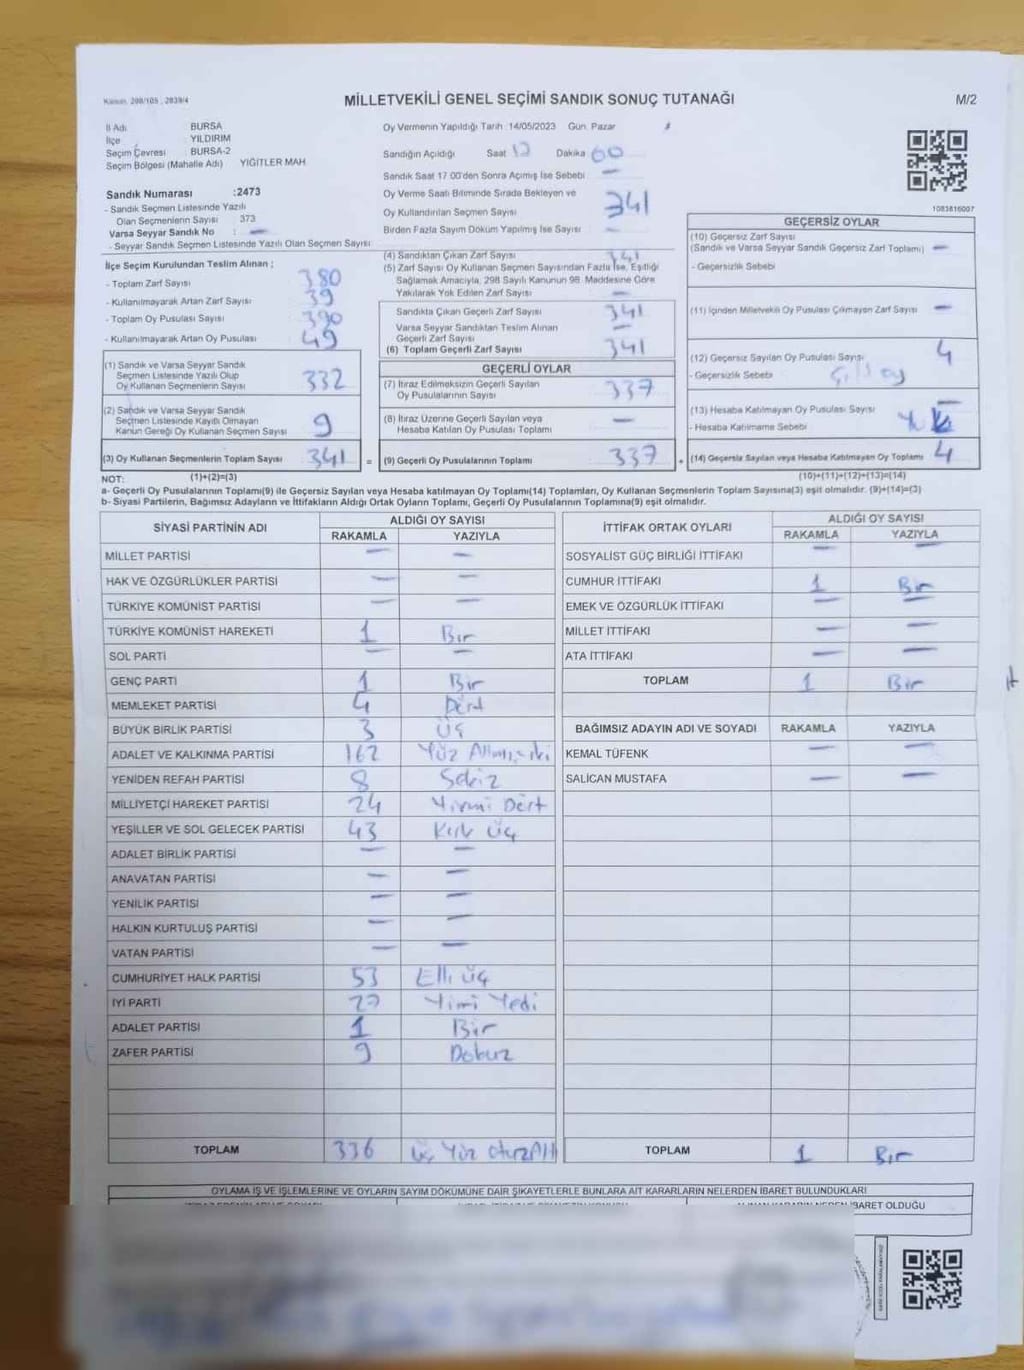 Kanun: 298/105 , 2839/4
MİLLETVEKİLİ GENEL SEÇİMİ SANDIK SONUÇ TUTANAĞI
M/2
İl Adı BURSA
İlçe : YILDIRIM
Seçim Çevresi BURSA-2
Seçim Bölgesi (Mahalle Adı) YİĞİTLER MAH.
Oy Vermenin Yapıldığı Tarih :14/05/2023 Gün: Pazar
Sandığın Açıldığı Saat 17 Dakika 00
Sandık Saat 17:00'den Sonra Açımış İse Sebebi —
Sandık Numarası :2473
- Sandık Seçmen Listesinde Yazılı
Olan Seçmenlerin Sayısı : 373
Varsa Seyyar Sandık No : —
- Seyyar Sandık Seçmen Listesinde Yazılı Olan Seçmen Sayısı
Oy Verme Saati Bitiminde Sırada Bekleyen ve
Oy Kullandırılan Seçmen Sayısı 341
Birden Fazla Sayım Döküm Yapılmış İse Sayısı —
1083816007
İlçe Seçim Kurulundan Teslim Alınan ;
- Toplam Zarf Sayısı 380
- Kullanılmayarak Artan Zarf Sayısı 39
- Toplam Oy Pusulası Sayısı 390
- Kullanılmayarak Artan Oy Pusulası 49
(1) Sandık ve Varsa Seyyar Sandık
Seçmen Listesinde Yazılı Olup
Oy Kullanan Seçmenlerin Sayısı 332
(2) Sandık ve Varsa Seyyar Sandık
Seçmen Listesinde Kayıtlı Olmayan
Kanun Gereği Oy Kullanan Seçmen Sayısı 9
(3) Oy Kullanan Seçmenlerin Toplam Sayısı 341 =
(4) Sandıktan Çıkan Zarf Sayısı 341
(5) Zarf Sayısı Oy Kullanan Seçmen Sayısından Fazla İse, Eşitliği
Sağlamak Amacıyla, 298 Sayılı Kanunun 98. Maddesine Göre
Yakılarak Yok Edilen Zarf Sayısı —
Sandıkta Çıkan Geçerli Zarf Sayısı 341
Varsa Seyyar Sandıktan Teslim Alınan
Geçerli Zarf Sayısı —
(6) Toplam Geçerli Zarf Sayısı 341
GEÇERLİ OYLAR
(7) İtiraz Edilmeksizin Geçerli Sayılan
Oy Pusulalarının Sayısı 337
(8) İtiraz Üzerine Geçerli Sayılan veya
Hesaba Katılan Oy Pusulası Toplamı —
(9) Geçerli Oy Pusulalarının Toplamı 337 +
GEÇERSİZ OYLAR
(10) Geçersiz Zarf Sayısı
(Sandık ve Varsa Seyyar Sandık Geçersiz Zarf Toplamı) —
- Geçersizlik Sebebi
(11) İçinden Milletvekili Oy Pusulası Çıkmayan Zarf Sayısı —
(12) Geçersiz Sayılan Oy Pusulası Sayısı 4
- Geçersizlik Sebebi oy
(13) Hesaba Katılmayan Oy Pusulası Sayısı —
- Hesaba Katılmama Sebebi
(14) Geçersiz Sayılan veya Hesaba Katılmayan Oy Toplamı 4
NOT: (1)+(2)=(3) (10)+(11)+(12)+(13)=(14)
a- Geçerli Oy Pusulalarının Toplamı(9) ile Geçersiz Sayılan veya Hesaba katılmayan Oy Toplamı(14) Toplamları, Oy Kullanan Seçmenlerin Toplam Sayısına(3) eşit olmalıdır. (9)+(14)=(3)
b- Siyasi Partilerin, Bağımsız Adayların ve İttifakların Aldığı Oyların Toplamı, Geçerli Oy Pusulalarının Toplamına(9) eşit olmalıdır.
SİYASİ PARTİNİN ADI ALDIĞI OY SAYISI
RAKAMLA YAZIYLA
MİLLET PARTİSİ — —
HAK VE ÖZGÜRLÜKLER PARTİSİ — —
TÜRKİYE KOMÜNİST PARTİSİ — —
TÜRKİYE KOMÜNİST HAREKETİ 1 Bir
SOL PARTİ — —
GENÇ PARTİ 1 Bir
MEMLEKET PARTİSİ 4 Dört
BÜYÜK BİRLİK PARTİSİ 3 Üç
ADALET VE KALKINMA PARTİSİ 162 Yüz Altmış iki
YENİDEN REFAH PARTİSİ 8 Sekiz
MİLLİYETÇİ HAREKET PARTİSİ 24 Yirmi Dört
YEŞİLLER VE SOL GELECEK PARTİSİ 43 Kırk Üç
ADALET BİRLİK PARTİSİ — —
ANAVATAN PARTİSİ — —
YENİLİK PARTİSİ — —
HALKIN KURTULUŞ PARTİSİ — —
VATAN PARTİSİ — —
CUMHURİYET HALK PARTİSİ 53 Elli üç
İYİ PARTİ 27 Yimi Yedi
ADALET PARTİSİ 1 Bir
ZAFER PARTİSİ 9 Dokuz
TOPLAM 336 Üç Yüz OtuzAltı
İTTİFAK ORTAK OYLARI ALDIĞI OY SAYISI
RAKAMLA YAZIYLA
SOSYALİST GÜÇ BİRLİĞİ İTTİFAKI — —
CUMHUR İTTİFAKI 1 Bir
EMEK VE ÖZGÜRLÜK İTTİFAKI — —
MİLLET İTTİFAKI — —
ATA İTTİFAKI — —
TOPLAM 1 Bir
BAĞIMSIZ ADAYIN ADI VE SOYADI RAKAMLA YAZIYLA
KEMAL TÜFENK — —
SALİCAN MUSTAFA — —
TOPLAM 1 Bir
OYLAMA İŞ VE İŞLEMLERİNE VE OYLARIN SAYIM DÖKÜMÜNE DAİR ŞİKAYETLERLE BUNLARA AİT KARARLARIN NELERDEN İBARET BULUNDUKLARI
İBARET OLDUĞU